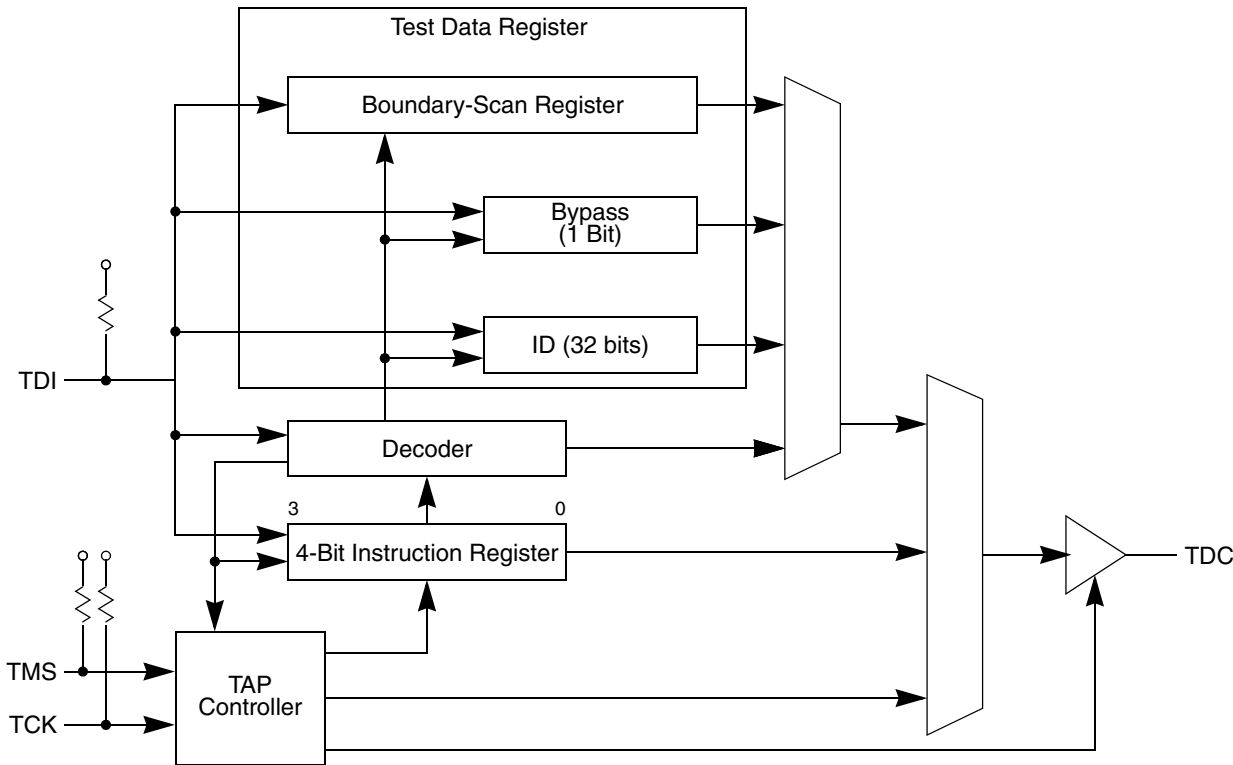 Test Data Register
Boundary-Scan Register
Bypass
(1 Bit)
ID (32 bits)
TDI
Decoder
3
0
4-Bit Instruction Register
TDC
TMS
TAP
Controller
TCK